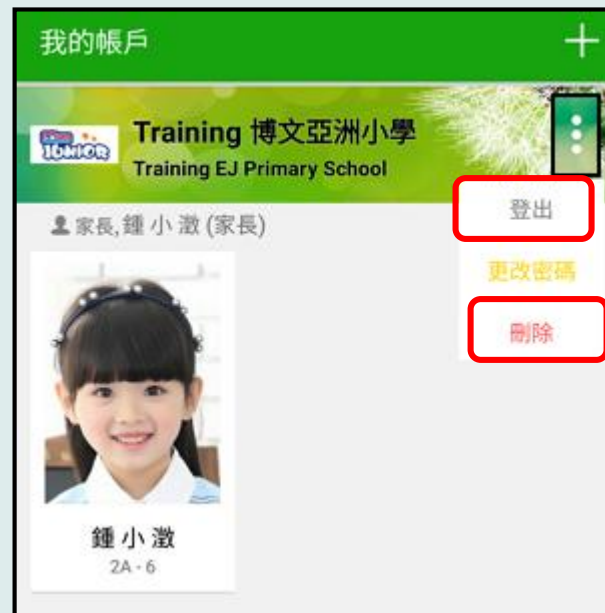 我的帳戶
JUNIOR
Training 博文亞洲小學
Training EJ Primary School
家長,鍾 小 澂 (家長)
登出
更改密碼
刪除
鍾 小 澂
2A - 6